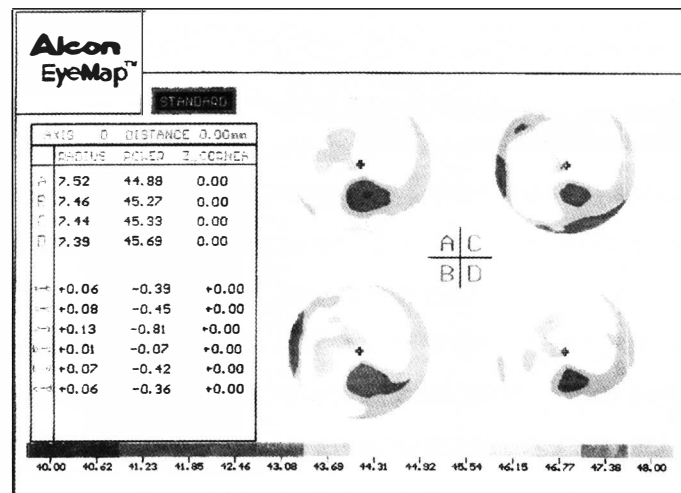 Alcon
EyeMap™
STANDARD
AXIS 0 DISTANCE 0.00mm
RADIUS POWER Z_CORNEA
A 7.52 44.88 0.00
B 7.46 45.27 0.00
C 7.44 45.33 0.00
D 7.39 45.69 0.00
+0.06 -0.39 +0.00
+0.08 -0.45 +0.00
+0.13 -0.81 +0.00
+0.01 -0.07 +0.00
+0.07 -0.42 +0.00
+0.06 -0.36 +0.00
A C
B D
40.00 40.62 41.23 41.85 42.46 43.08 43.69 44.31 44.92 45.54 46.15 46.77 47.38 48.00